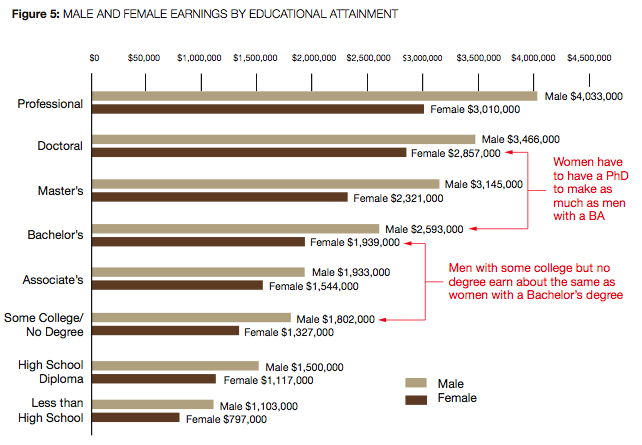 Figure 5: MALE AND FEMALE EARNINGS BY EDUCATIONAL ATTAINMENT
$0 $50,000 $1,000,000 $1,500,000 $2,000,000 $2,500,000 $3,000,000 $3,500,000 $4,000,000 $4,500,000
Professional
Male $4,033,000
Female $3,010,000
Doctoral
Male $3,466,000
Female $2,857,000
Women have
to have a PhD
to make as
much as men
with a BA
Master's
Male $3,145,000
Female $2,321,000
Bachelor's
Male $2,593,000
Female $1,939,000
Associate's
Male $1,933,000
Female $1,544,000
Men with some college but no
degree earn about the same as
women with a Bachelor's degree
Some College/
No Degree
Male $1,802,000
Female $1,327,000
High School
Diploma
Male $1,500,000
Female $1,117,000
Less than
High School
Male $1,103,000
Female $797,000
Male
Female